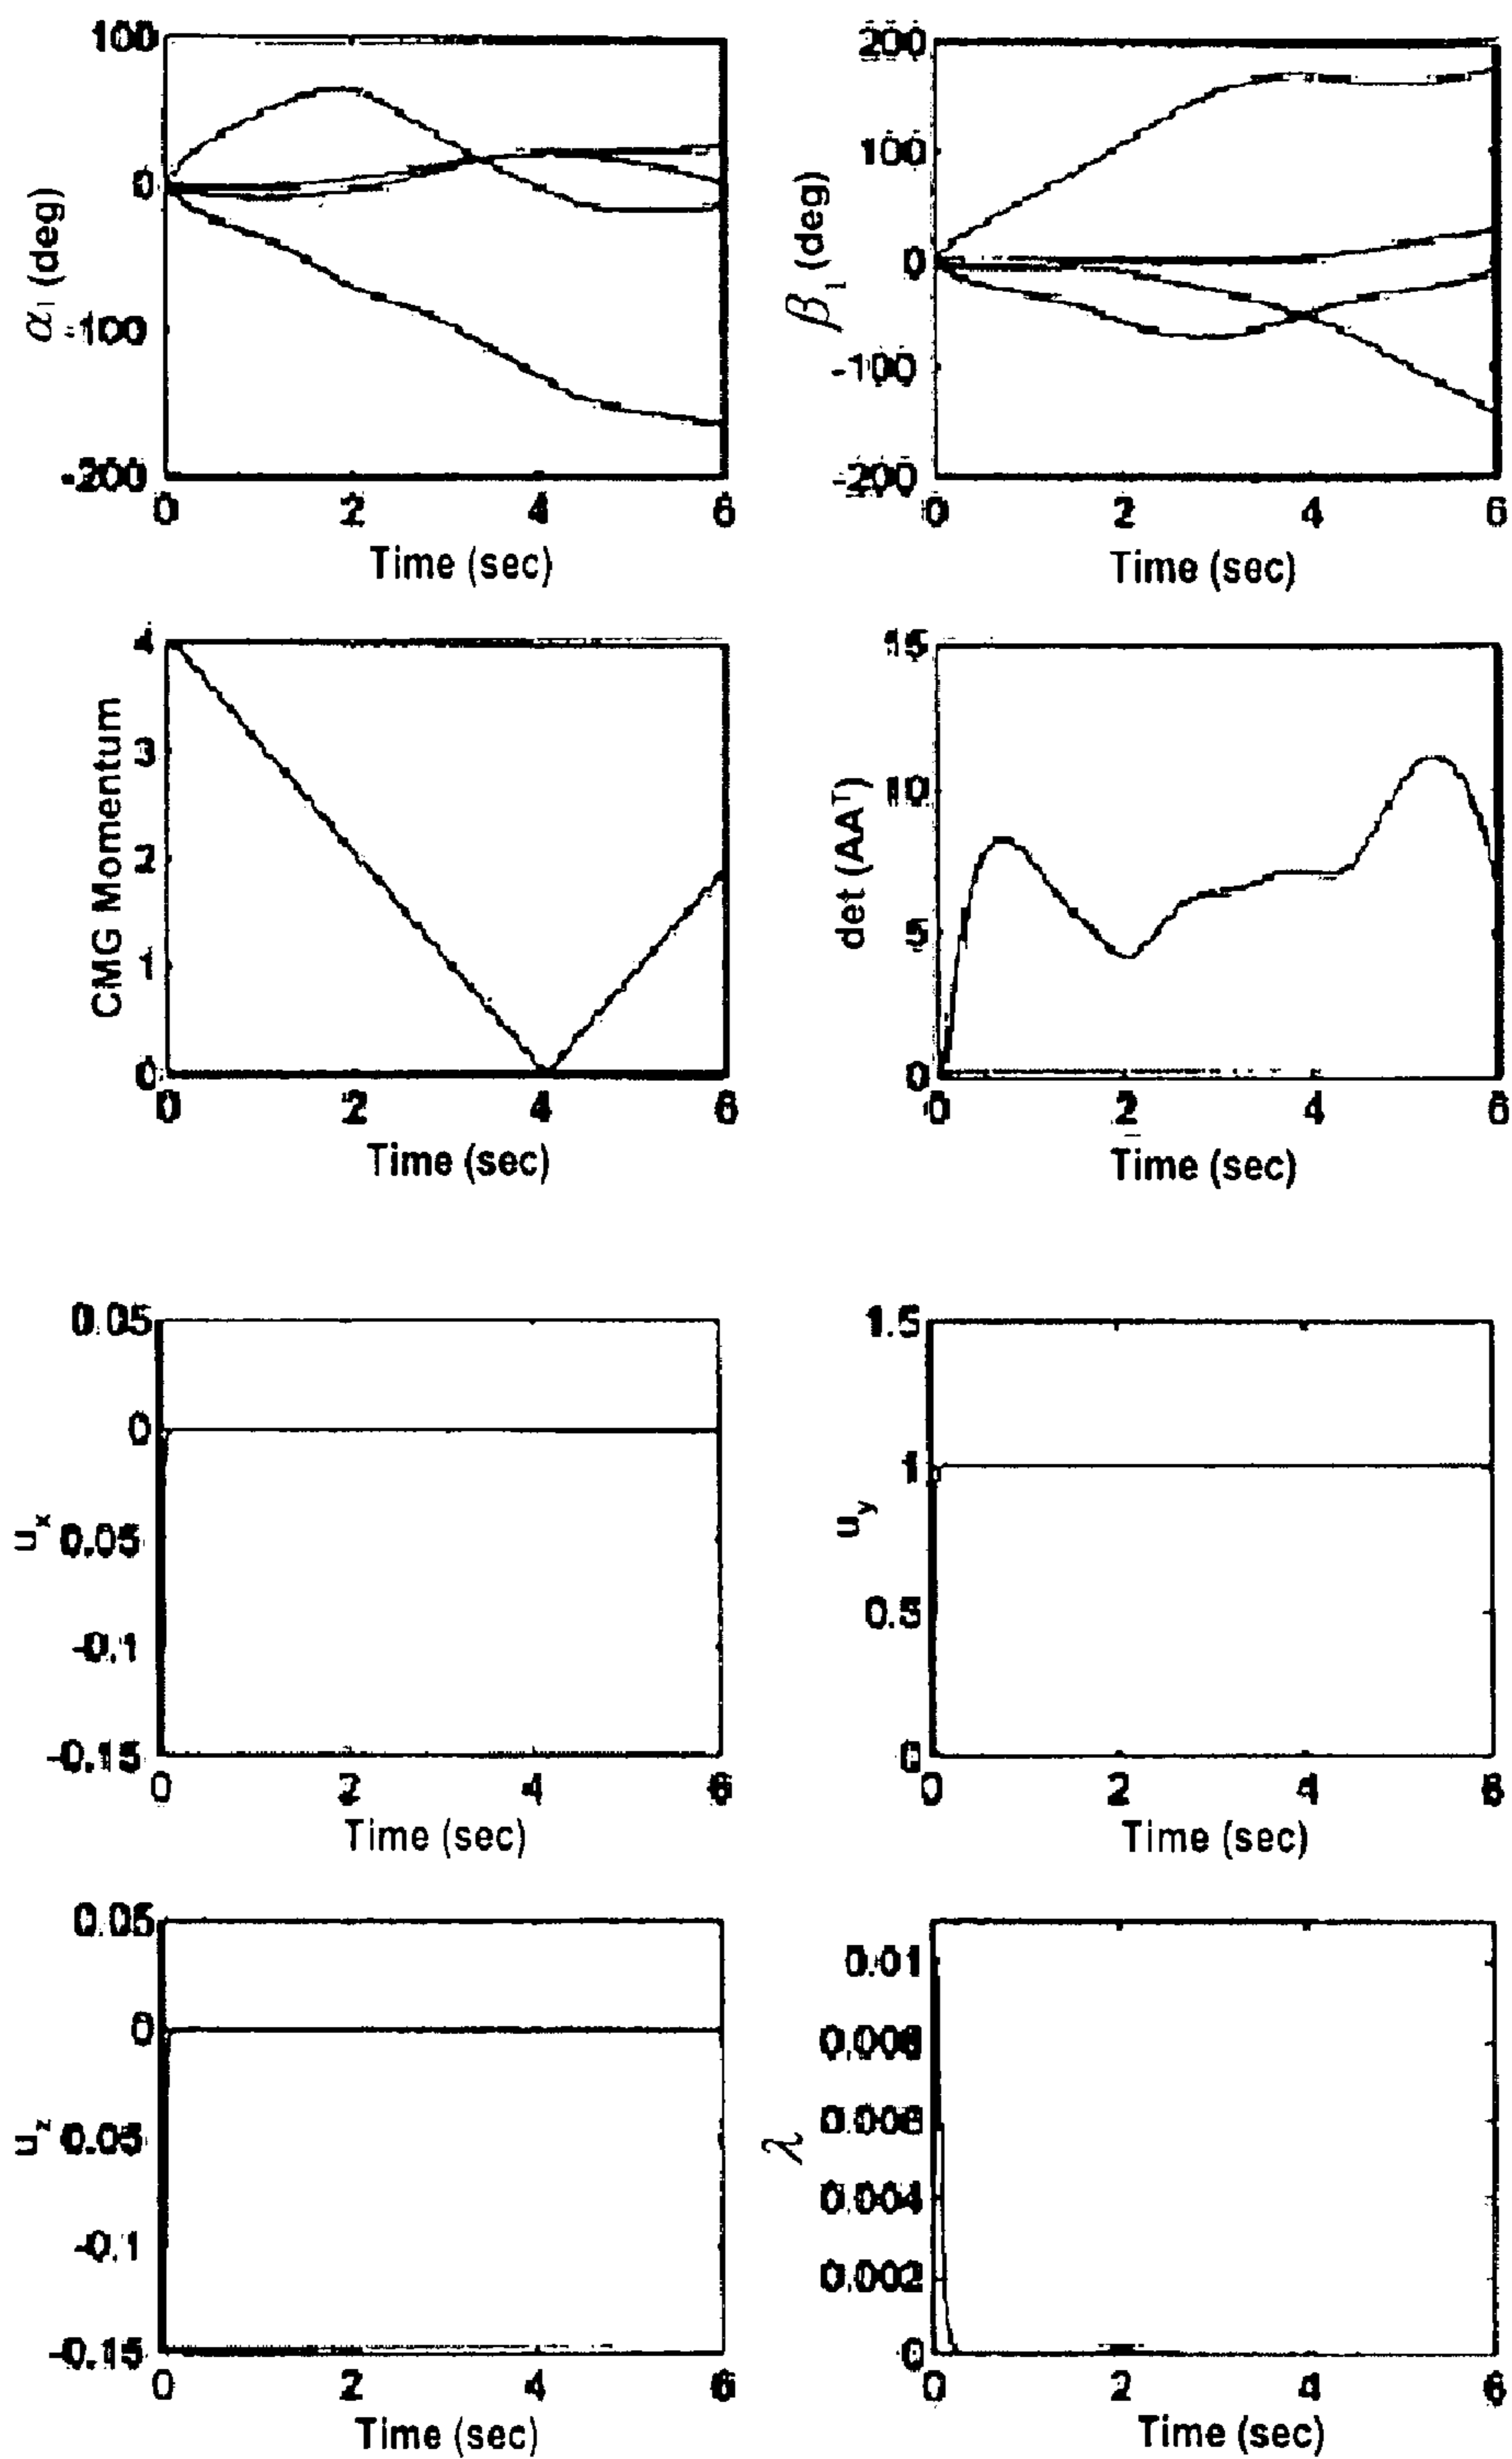 100
0
-100
-200
α₁ (deg)
0 2 4 6
Time (sec)
200
100
0
-100
-200
β₁ (deg)
0 2 4 6
Time (sec)
4
3
2
1
0
CMG Momentum
0 2 4 6
Time (sec)
15
10
5
0
det (AAᵀ)
0 2 4 6
Time (sec)
0.05
0
0.05
-0.1
-0.15
uₓ
0 2 4 6
Time (sec)
1.5
1
0.5
0
u_y
0 2 4 6
Time (sec)
0.05
0
0.05
-0.1
-0.15
u_z
0 2 4 6
Time (sec)
0.01
0.008
0.006
0.004
0.002
0
λ
0 2 4 6
Time (sec)